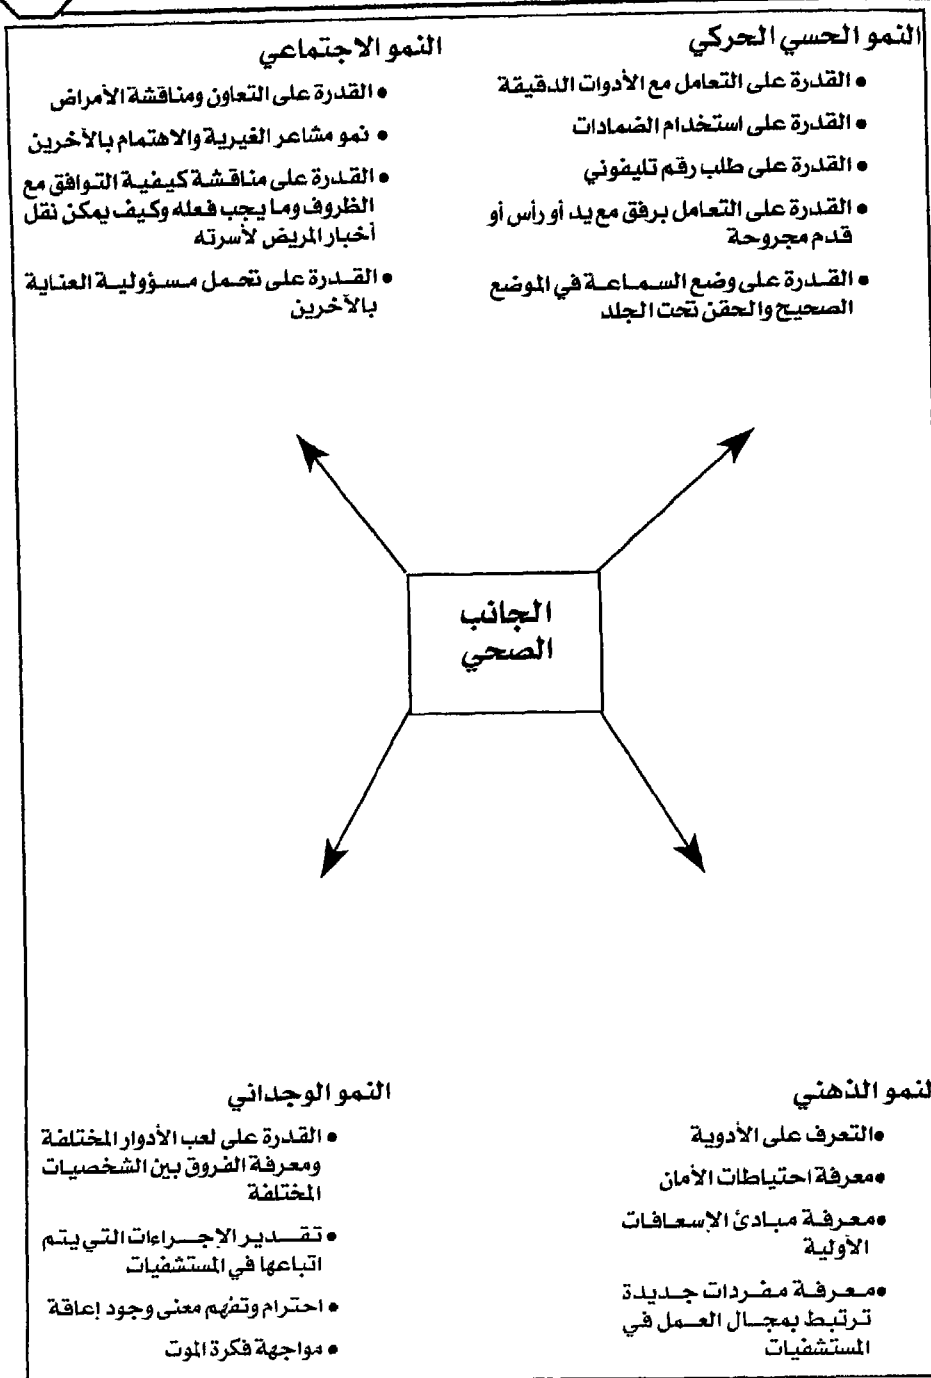 النمو الحسي الحركي
• القدرة على التعامل مع الأدوات الدقيقة
• القدرة على استخدام الضمادات
• القدرة على طلب رقم تليفوني
• القدرة على التعامل برفق مع يد أو رأس أو
قدم مجروحة
• القدرة على وضع السماعة في الموضع
الصحيح والحقن تحت الجلد
النمو الاجتماعي
• القدرة على التعاون ومناقشة الأمراض
• نمو مشاعر الغيرية والاهتمام بالآخرين
• القدرة على مناقشة كيفية التوافق مع
الظروف وما يجب فعله وكيف يمكن نقل
أخبار المريض لأسرته
• القدرة على تحمل مسؤولية العناية
بالآخرين
الجانب
الصحي
لنمو الذهني
•التعرف على الأدوية
•معرفة احتياطات الأمان
•معرفة مبادئ الإسعافات
الأولية
•معرفة مفردات جديدة
ترتبط بمجال العمل في
المستشفيات
النمو الوجداني
• القدرة على لعب الأدوار المختلفة
ومعرفة الفروق بين الشخصيات
المختلفة
• تقدير الإجراءات التي يتم
اتباعها في المستشفيات
• احترام وتفهم معنى وجود إعاقة
• مواجهة فكرة الموت